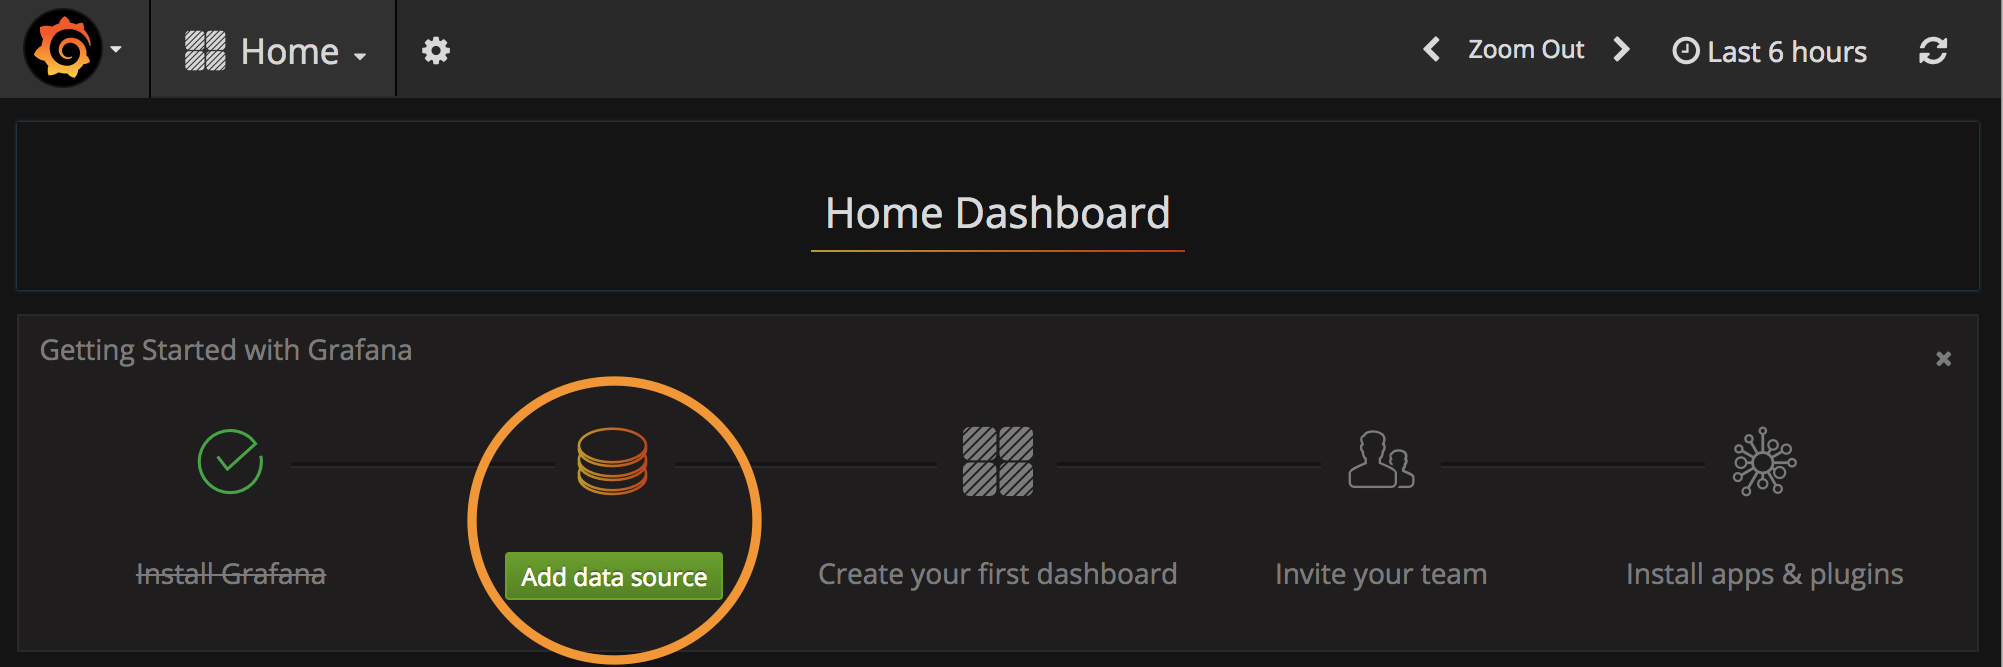 Home
Zoom Out
Last 6 hours
Home Dashboard
Getting Started with Grafana
Install Grafana
Add data source
Create your first dashboard
Invite your team
Install apps & plugins